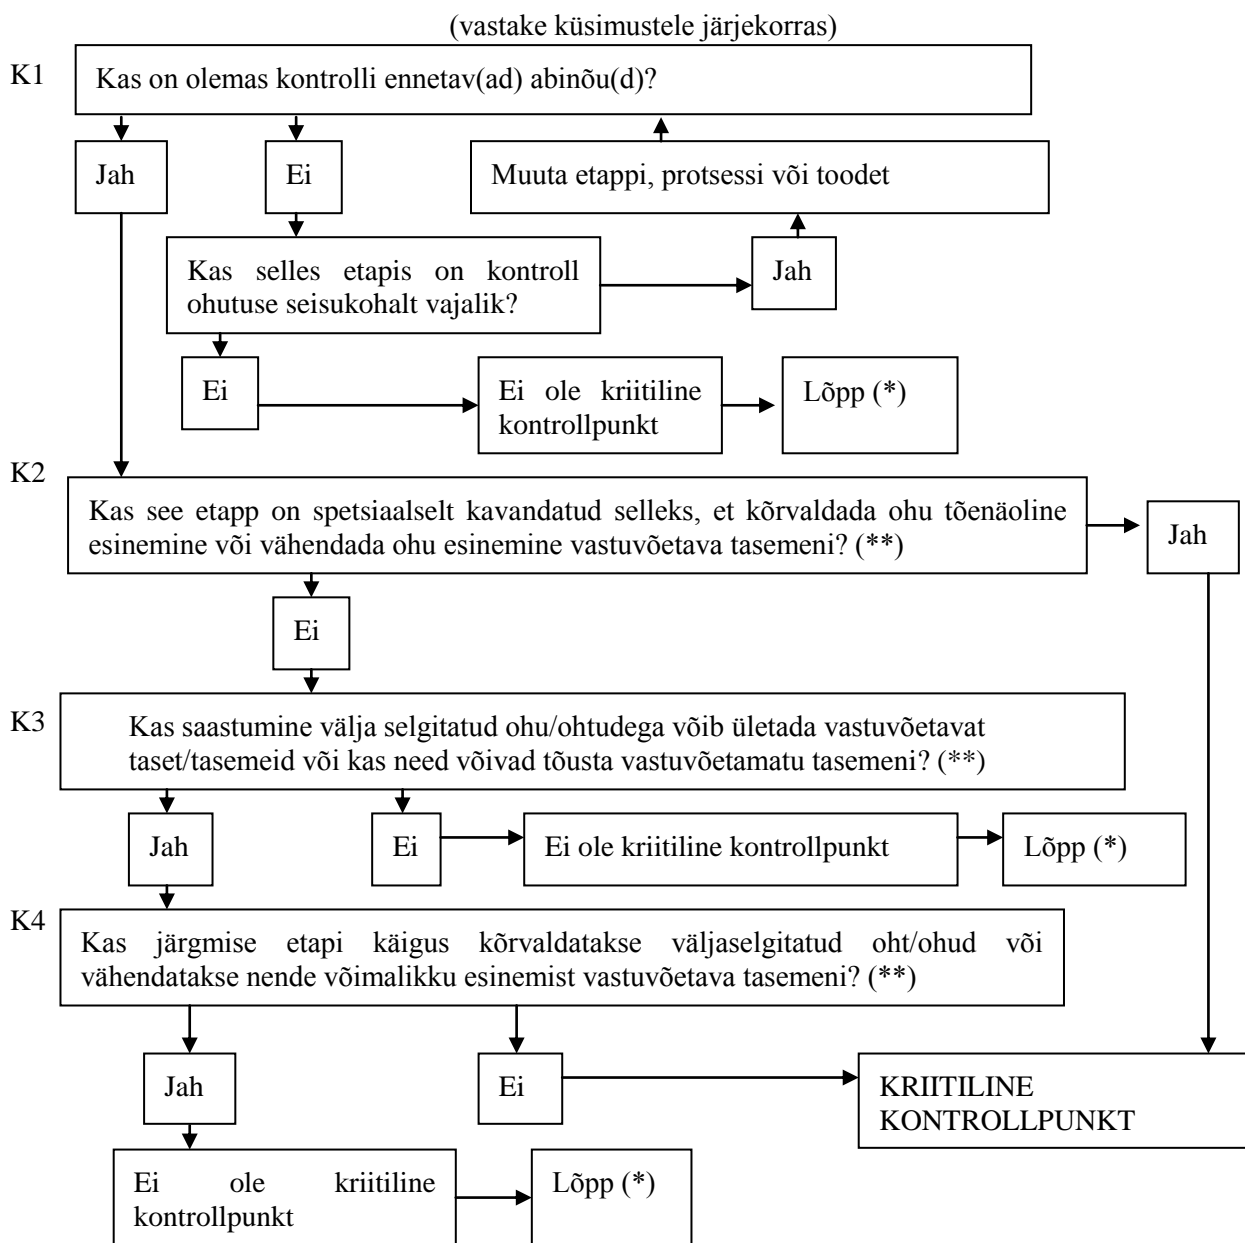 (vastake küsimustele järjekorras)
K1
Kas on olemas kontrolli ennetav(ad) abinõu(d)?
Jah
Ei
Muuta etappi, protsessi või toodet
Kas selles etapis on kontroll
ohutuse seisukohalt vajalik?
Jah
Ei
Ei ole kriitiline
kontrollpunkt
Lõpp (*)
K2
Kas see etapp on spetsiaalselt kavandatud selleks, et kõrvaldada ohu tõenäoline
esinemine või vähendada ohu esinemine vastuvõetava tasemeni? (**)
Jah
Ei
K3
Kas saastumine välja selgitatud ohu/ohtudega võib ületada vastuvõetavat
taset/tasemeid või kas need võivad tõusta vastuvõetamatu tasemeni? (**)
Jah
Ei
Ei ole kriitiline kontrollpunkt
Lõpp (*)
K4
Kas järgmise etapi käigus kõrvaldatakse väljaselgitatud oht/ohud või
vähendatakse nende võimalikku esinemist vastuvõetava tasemeni? (**)
Jah
Ei
KRIITILINE
KONTROLLPUNKT
Ei ole kriitiline
kontrollpunkt
Lõpp (*)